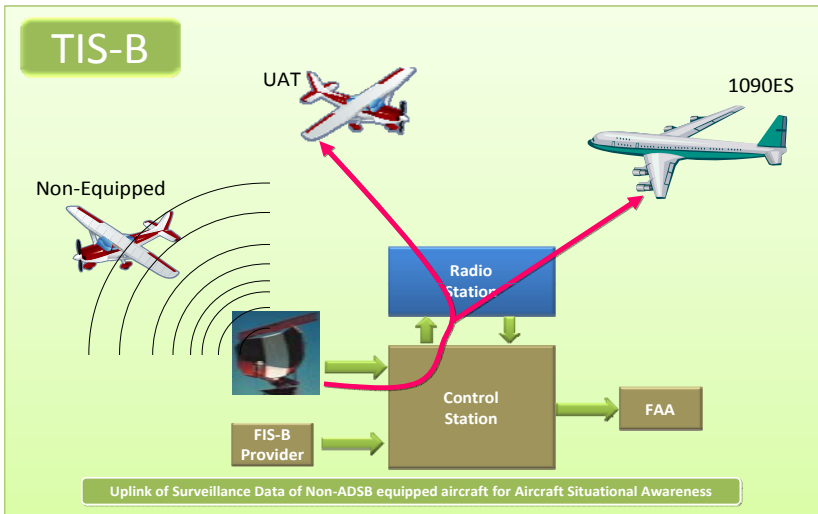 TIS-B
UAT
1090ES
Non-Equipped
Radio
Station
Control
Station
FAA
FIS-B
Provider
Uplink of Surveillance Data of Non-ADSB equipped aircraft for Aircraft Situational Awareness